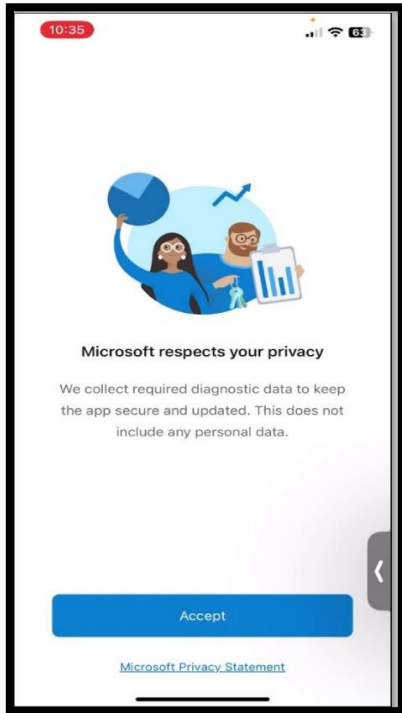 10:35
63
Microsoft respects your privacy
We collect required diagnostic data to keep
the app secure and updated. This does not
include any personal data.
Accept
Microsoft Privacy Statement